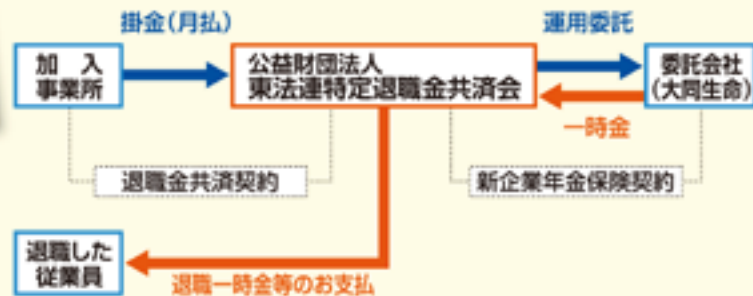 掛金(月払)
運用委託
加 入
事業所
公益財団法人
東法連特定退職金共済会
委託会社
(大同生命)
一時金
退職金共済契約
新企業年金保険契約
退職した
従業員
退職一時金等のお支払